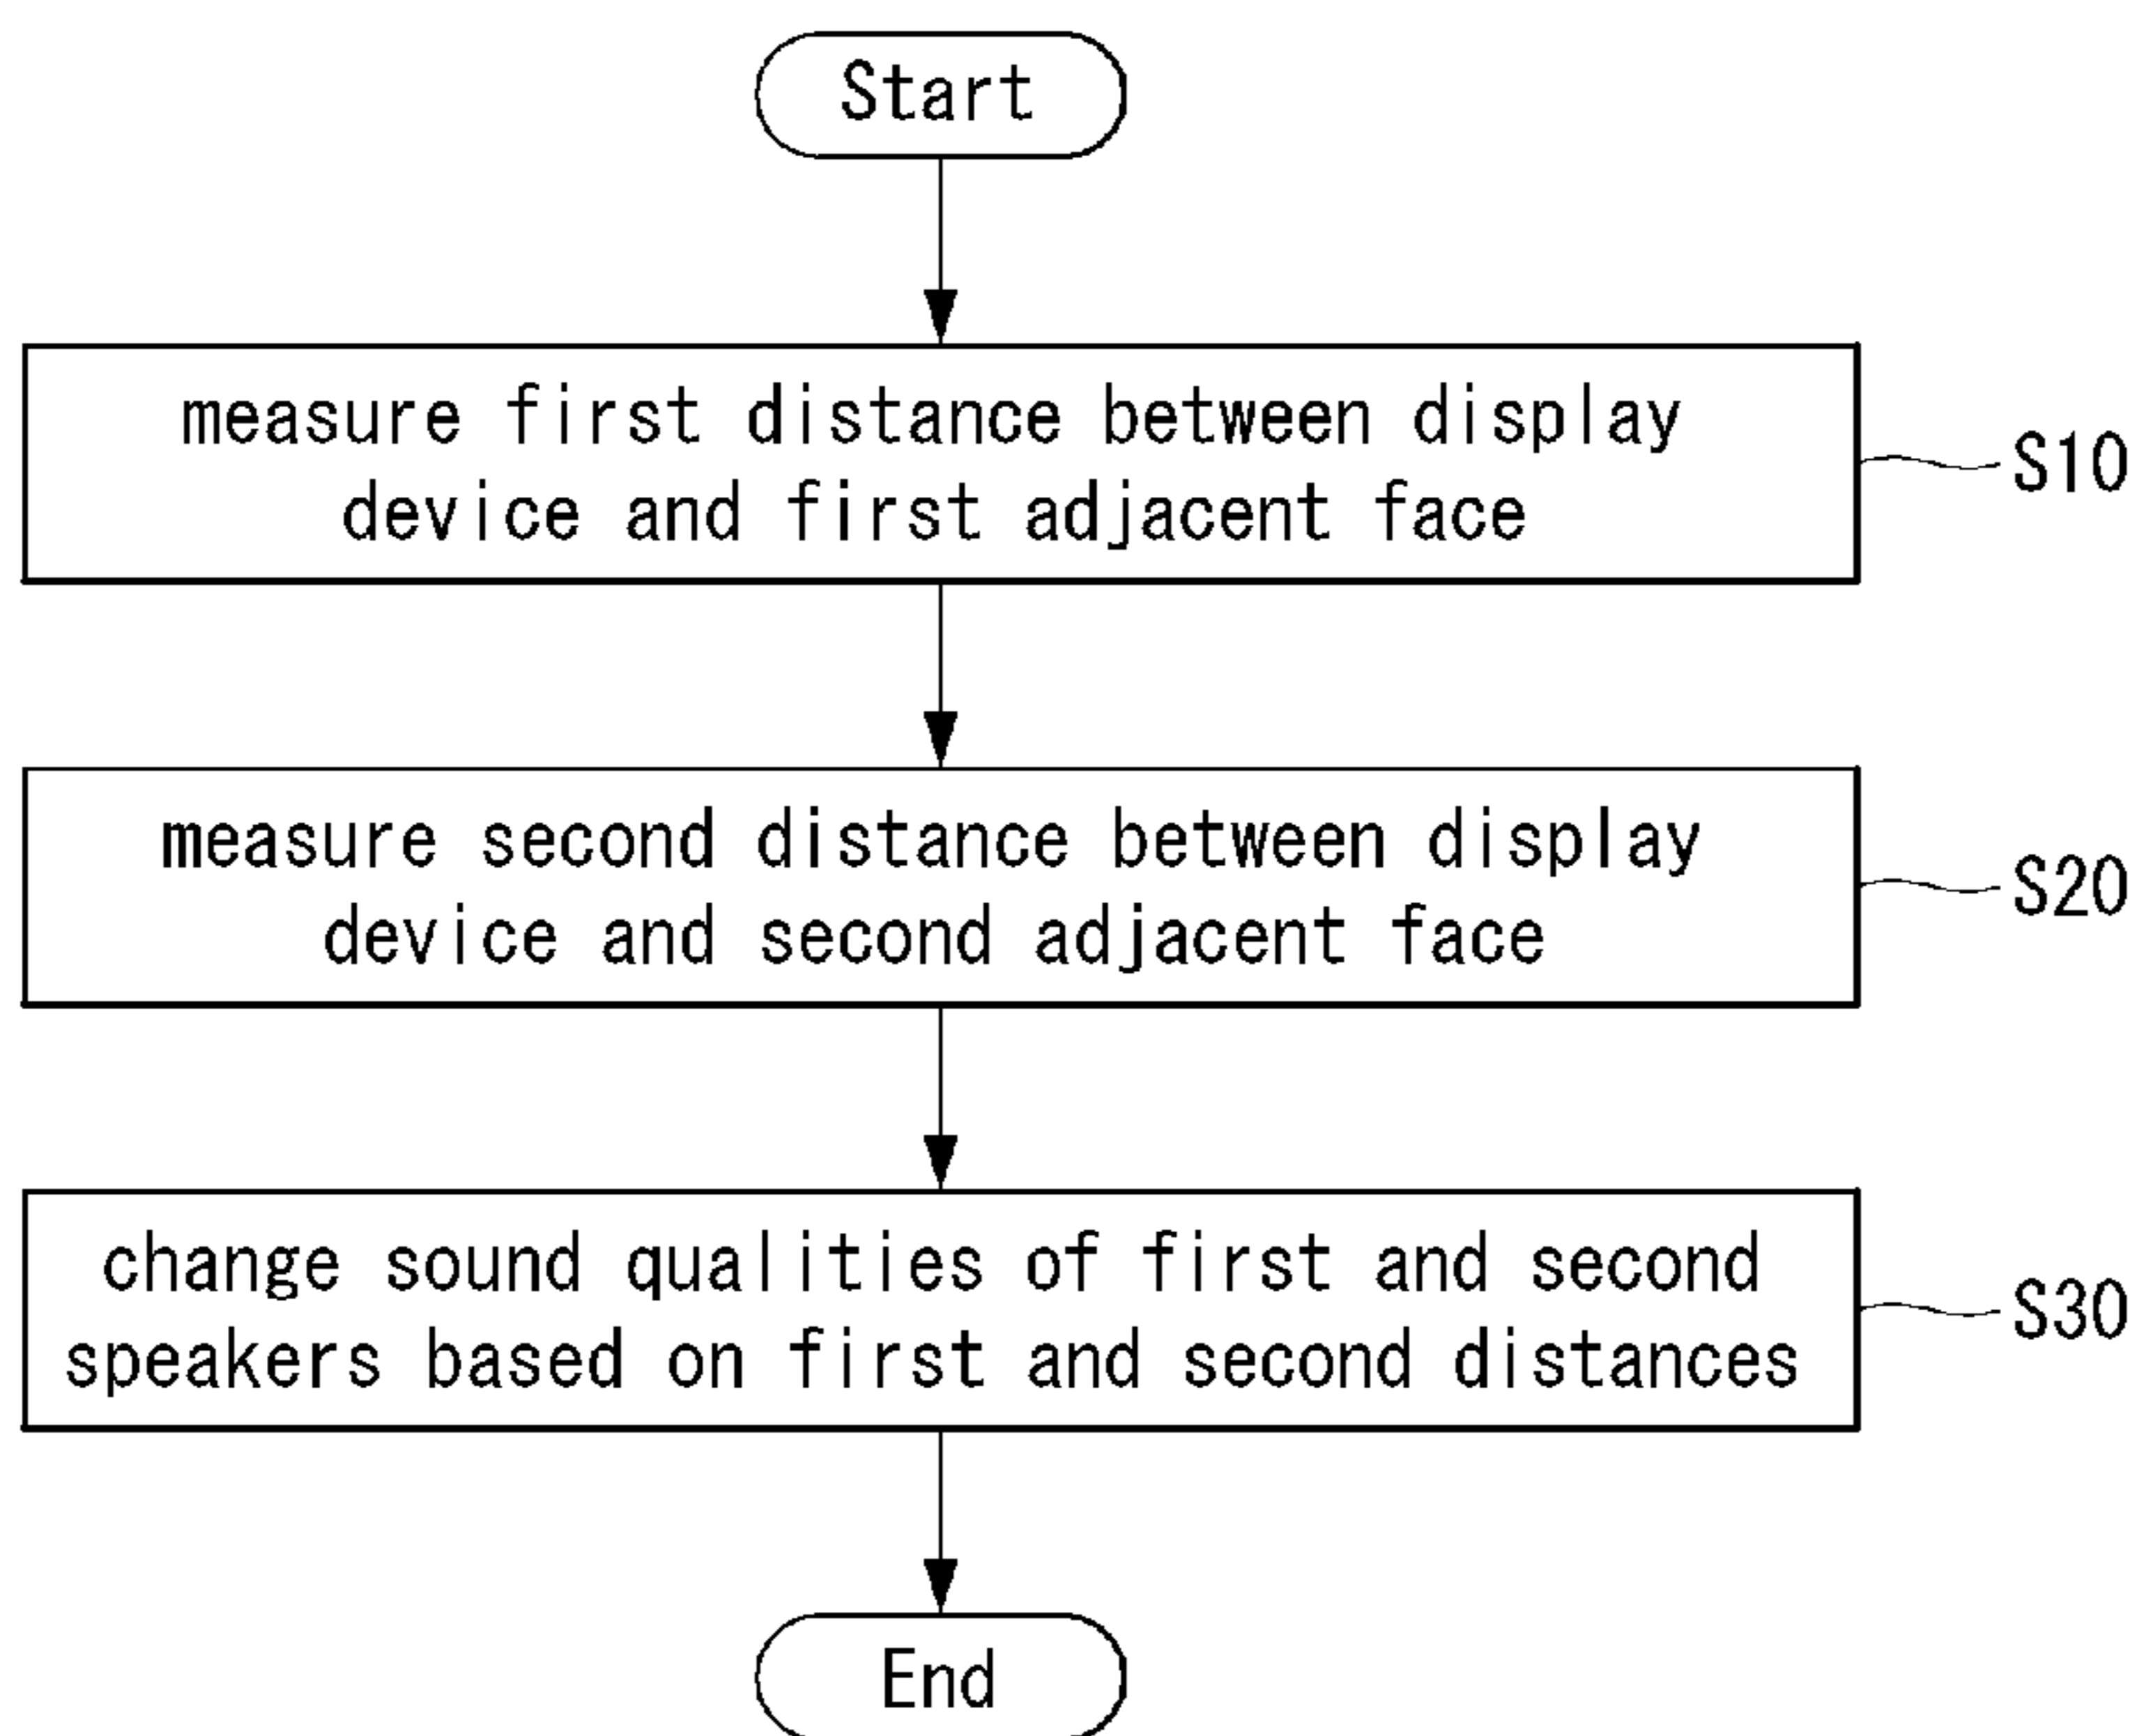 Start
measure first distance between display
device and first adjacent face
S10
measure second distance between display
device and second adjacent face
S20
change sound qualities of first and second
speakers based on first and second distances
S30
End